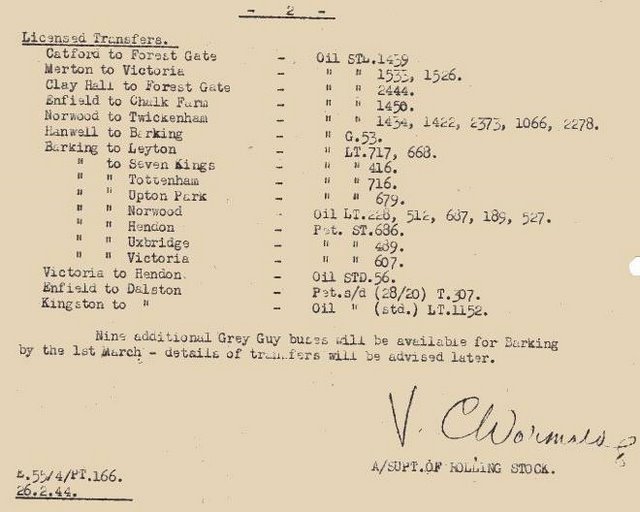 - 2 -
Licensed Transfers.
Catford to Forest Gate - Oil STL.1439
Merton to Victoria - " " 1533, 1526.
Clay Hall to Forest Gate - " " 2444.
Enfield to Chalk Farm - " " 1450.
Norwood to Twickenham - " " 1434, 1422, 2373, 1066, 2278.
Hanwell to Barking - " G.53.
Barking to Leyton - " LT.717, 668.
" to Seven Kings - " " 416.
" " Tottenham - " " 716.
" " Upton Park - " " 679.
" " Norwood - Oil LT.228, 512, 687, 189, 527.
" " Hendon - Pet. ST.686.
" " Uxbridge - " " 489.
" " Victoria - " " 607.
Victoria to Hendon - Oil STD.56.
Enfield to Dalston - Pet.s/d (28/20) T.307.
Kingston to " - Oil " (std.) LT.1152.
Nine additional Grey Guy buses will be available for Barking
by the 1st March - details of transfers will be advised later.
V. C Wormald
A/SUPT.OF ROLLING STOCK.
E.55/4/PT.166.
26.2.44.